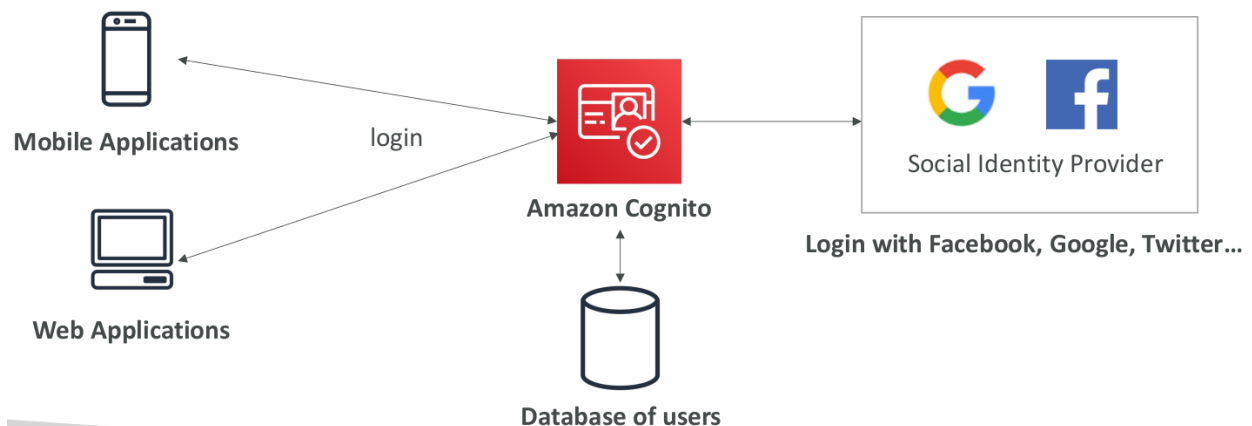 Mobile Applications
login
Web Applications
Amazon Cognito
Database of users
Social Identity Provider
Login with Facebook, Google, Twitter...